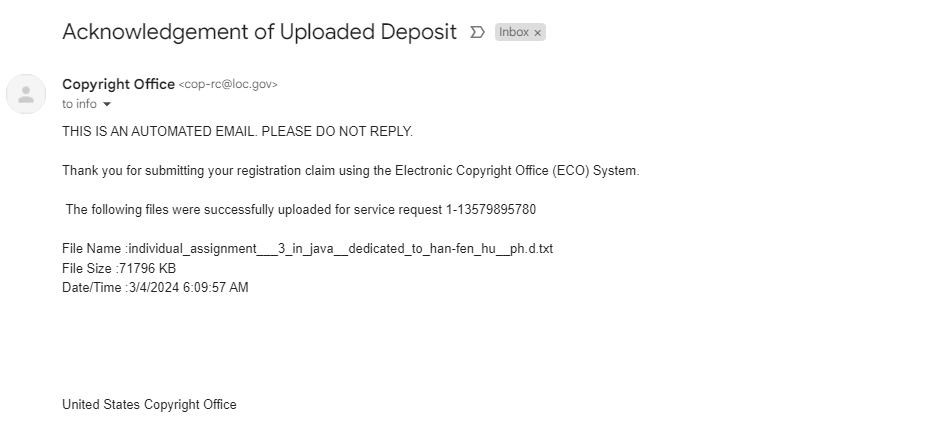 Acknowledgement of Uploaded Deposit Inbox ×
Copyright Office <cop-rc@loc.gov>
to info
THIS IS AN AUTOMATED EMAIL. PLEASE DO NOT REPLY.
Thank you for submitting your registration claim using the Electronic Copyright Office (ECO) System.
The following files were successfully uploaded for service request 1-13579895780
File Name :individual_assignment___3_in_java__dedicated_to_han-fen_hu__ph.d.txt
File Size :71796 KB
Date/Time :3/4/2024 6:09:57 AM
United States Copyright Office